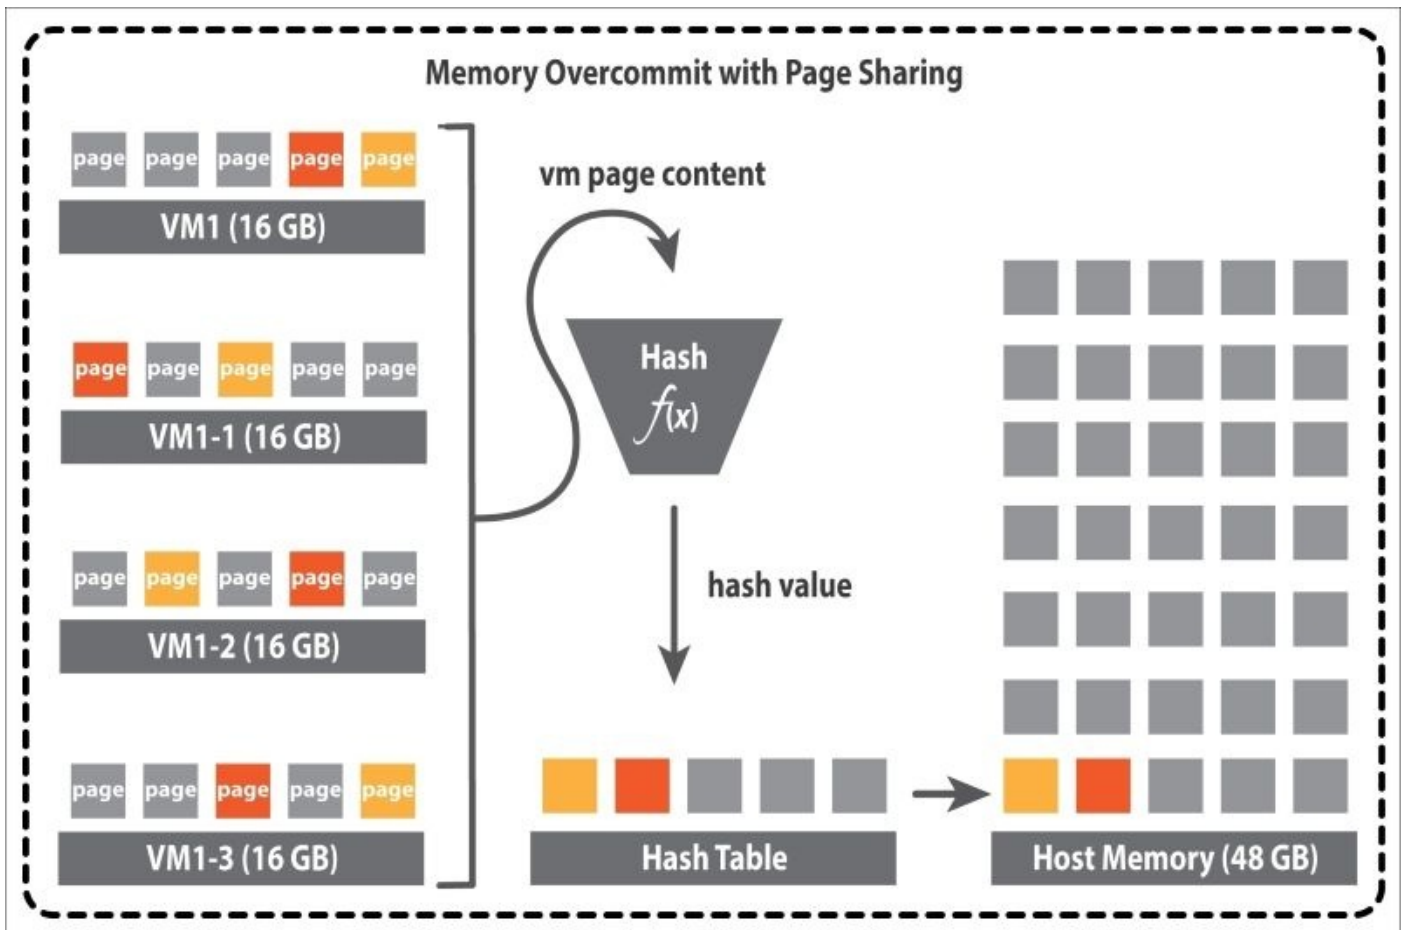 Memory Overcommit with Page Sharing
page page page page page
VM1 (16 GB)
page page page page page
VM1-1 (16 GB)
page page page page page
VM1-2 (16 GB)
page page page page page
VM1-3 (16 GB)
vm page content
Hash
f(x)
hash value
Hash Table
Host Memory (48 GB)